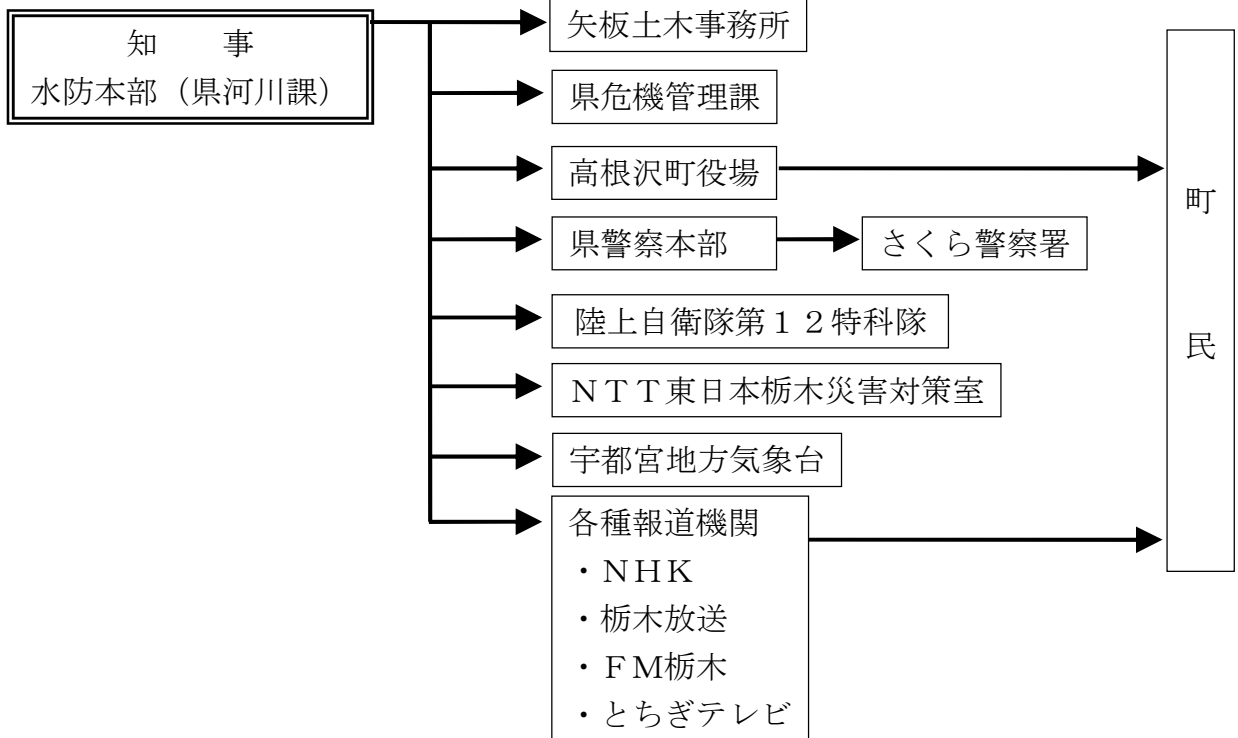 知　　事
水防本部（県河川課）
矢板土木事務所
県危機管理課
高根沢町役場
県警察本部
さくら警察署
陸上自衛隊第１２特科隊
ＮＴＴ東日本栃木災害対策室
宇都宮地方気象台
各種報道機関
・ＮＨＫ
・栃木放送
・ＦＭ栃木
・とちぎテレビ
町民